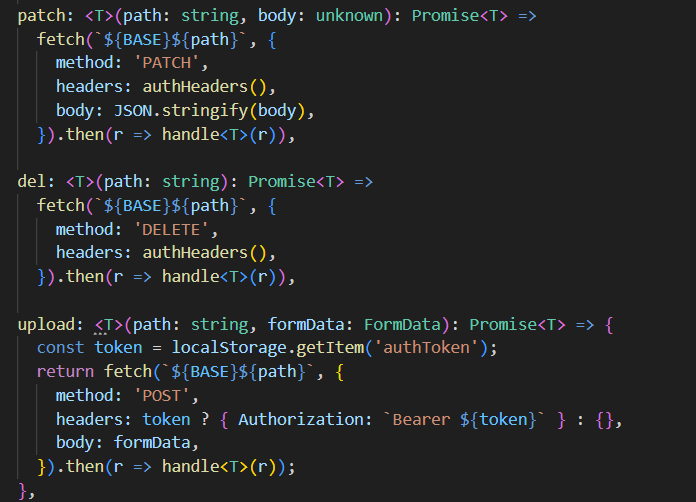 patch: <T>(path: string, body: unknown): Promise<T> =>
  fetch(`${BASE}${path}`, {
    method: 'PATCH',
    headers: authHeaders(),
    body: JSON.stringify(body),
  }).then(r => handle<T>(r)),

del: <T>(path: string): Promise<T> =>
  fetch(`${BASE}${path}`, {
    method: 'DELETE',
    headers: authHeaders(),
  }).then(r => handle<T>(r)),

upload: <T>(path: string, formData: FormData): Promise<T> => {
  const token = localStorage.getItem('authToken');
  return fetch(`${BASE}${path}`, {
    method: 'POST',
    headers: token ? { Authorization: `Bearer ${token}` } : {},
    body: formData,
  }).then(r => handle<T>(r));
},